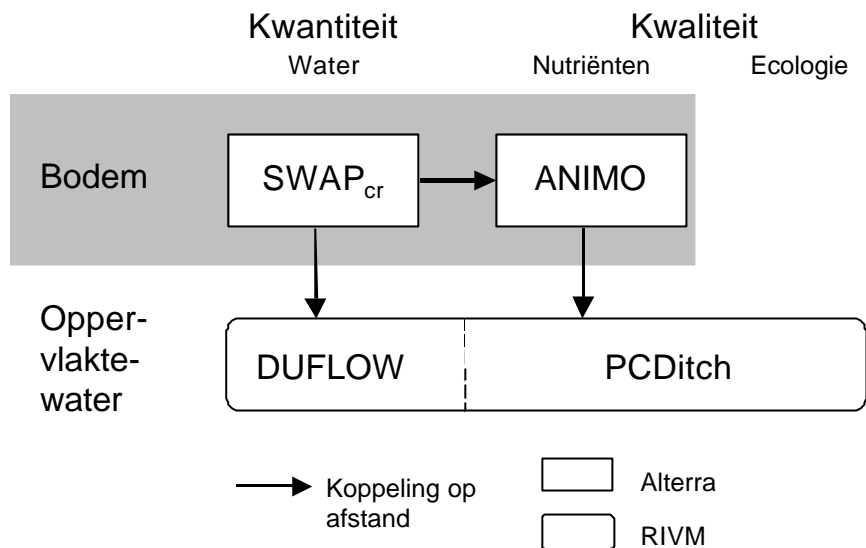 Kwantiteit Kwaliteit
Water Nutriënten Ecologie
Bodem SWAPcr ANIMO
Opper-
vlakte-
water
DUFLOW PCDitch
Koppeling op
afstand
Alterra
RIVM